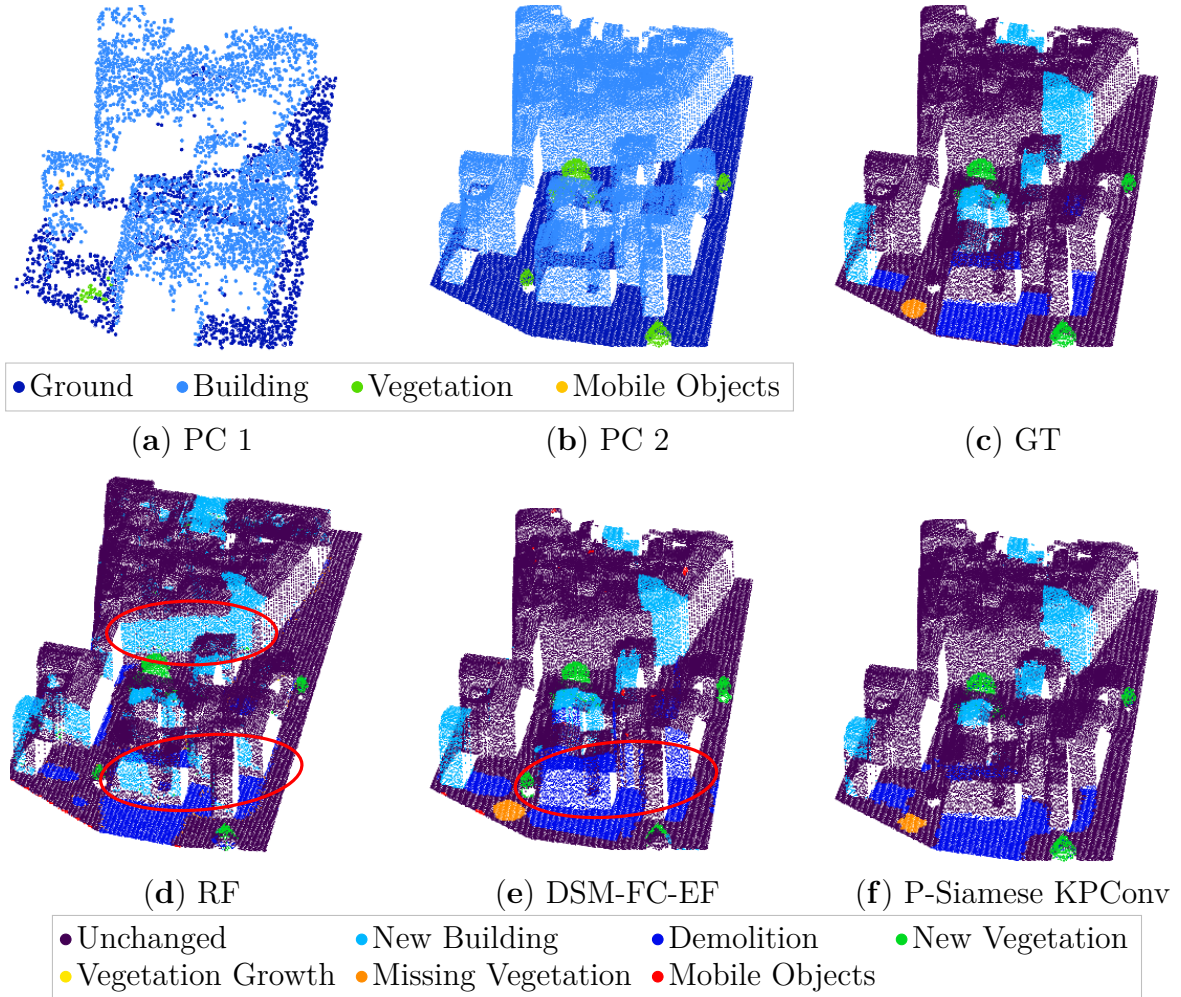 Ground Building Vegetation Mobile Objects
(a) PC 1 (b) PC 2 (c) GT
(d) RF (e) DSM-FC-EF (f) P-Siamese KPConv
Unchanged New Building Demolition New Vegetation
Vegetation Growth Missing Vegetation Mobile Objects